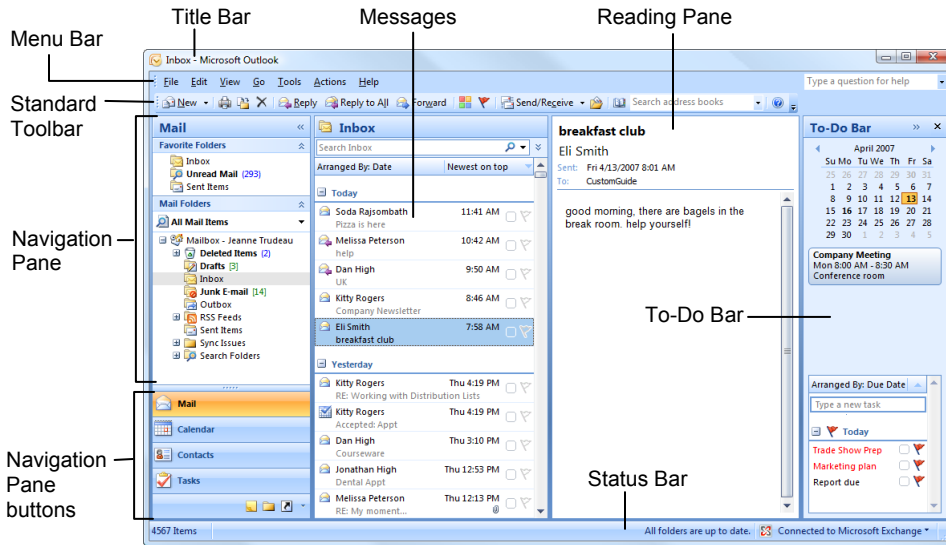 Title Bar
Messages
Reading Pane
Menu Bar
Inbox - Microsoft Outlook
File Edit View Go Tools Actions Help
Type a question for help
Standard
Toolbar
New Reply Reply to All Forward Send/Receive Search address books
Mail
Favorite Folders
Inbox
Unread Mail (293)
Sent Items
Mail Folders
All Mail Items
Mailbox - Jeanne Trudeau
Deleted Items (2)
Drafts [3]
Inbox
Junk E-mail [14]
Outbox
RSS Feeds
Sent Items
Sync Issues
Search Folders
Navigation
Pane
Mail
Calendar
Contacts
Tasks
Navigation
Pane
buttons
Inbox
Search Inbox
Arranged By: Date Newest on top
Today
Soda Rajsombath 11:41 AM
Pizza is here
Melissa Peterson 10:42 AM
help
Dan High 9:50 AM
UK
Kitty Rogers 8:46 AM
Company Newsletter
Eli Smith 7:58 AM
breakfast club
Yesterday
Kitty Rogers Thu 4:19 PM
RE: Working with Distribution Lists
Kitty Rogers Thu 4:19 PM
Accepted: Appt
Dan High Thu 3:10 PM
Courseware
Jonathan High Thu 12:53 PM
Dental Appt
Melissa Peterson Thu 12:13 PM
RE: My moment...
breakfast club
Eli Smith
Sent: Fri 4/13/2007 8:01 AM
To: CustomGuide
good morning, there are bagels in the
break room. help yourself!
To-Do Bar
Status Bar
To-Do Bar
April 2007
Su Mo Tu We Th Fr Sa
25 26 27 28 29 30 31
1 2 3 4 5 6 7
8 9 10 11 12 13 14
15 16 17 18 19 20 21
22 23 24 25 26 27 28
29 30 1 2 3 4 5
Company Meeting
Mon 8:00 AM - 8:30 AM
Conference room
Arranged By: Due Date
Type a new task
Today
Trade Show Prep
Marketing plan
Report due
4567 Items
All folders are up to date. Connected to Microsoft Exchange